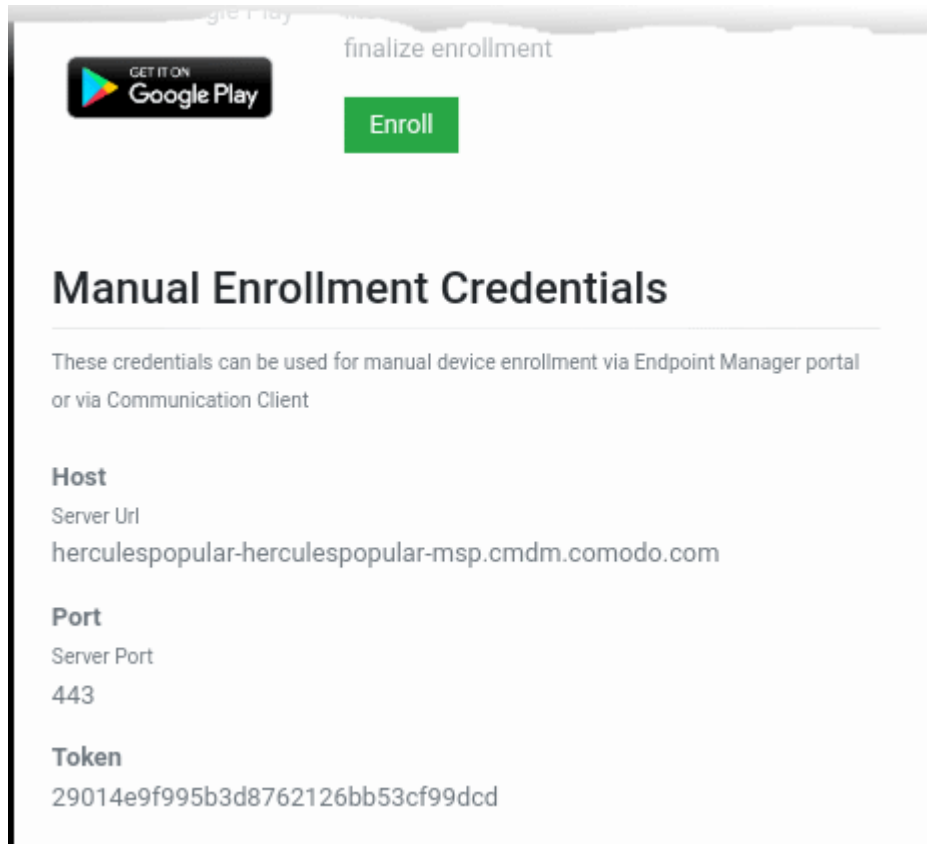 gle Play
finalize enrollment
GET IT ON
Google Play
Enroll
Manual Enrollment Credentials
These credentials can be used for manual device enrollment via Endpoint Manager portal
or via Communication Client
Host
Server Url
herculespopular-herculespopular-msp.cmdm.comodo.com
Port
Server Port
443
Token
29014e9f995b3d8762126bb53cf99dcd